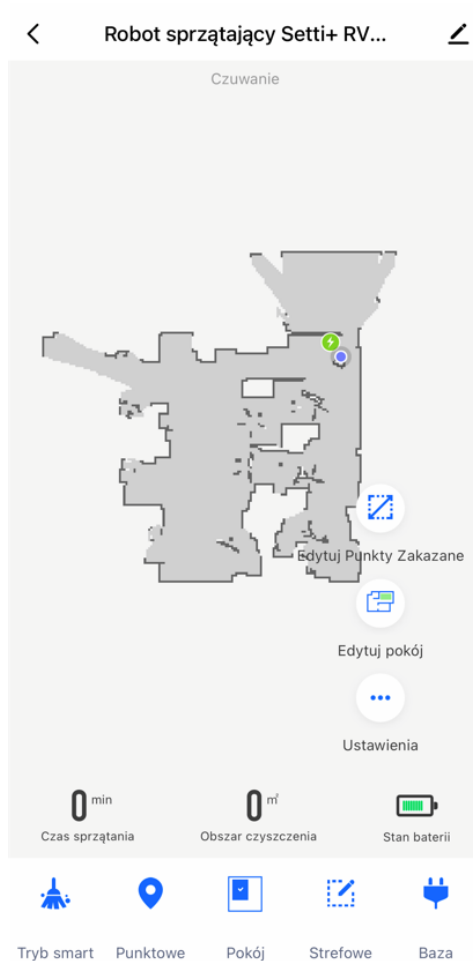 Robot sprzątający Setti+ RV...
Czuwanie
Edytuj Punkty Zakazane
Edytuj pokój
Ustawienia
0 min
0 ㎡
Czas sprzątania
Obszar czyszczenia
Stan baterii
Tryb smart
Punktowe
Pokój
Strefowe
Baza